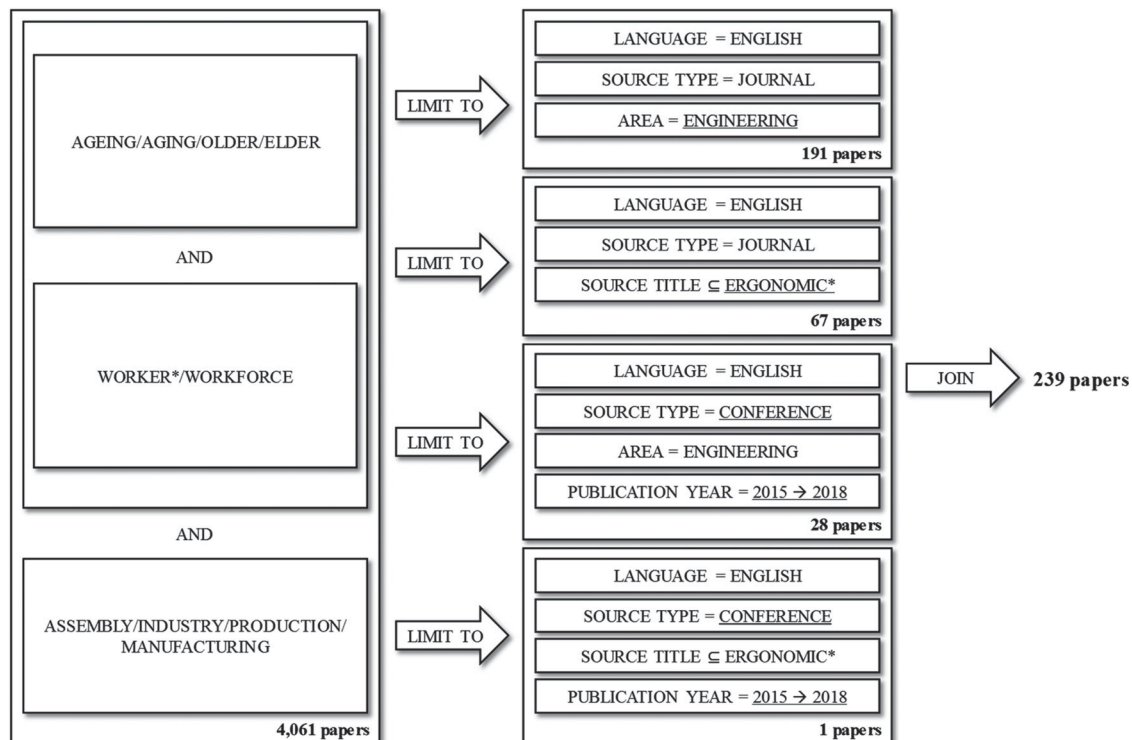 AGEING/AGING/OLDER/ELDER
AND
WORKER*/WORKFORCE
AND
ASSEMBLY/INDUSTRY/PRODUCTION/
MANUFACTURING
4,061 papers
LIMIT TO
LANGUAGE = ENGLISH
SOURCE TYPE = JOURNAL
AREA = ENGINEERING
191 papers
LIMIT TO
LANGUAGE = ENGLISH
SOURCE TYPE = JOURNAL
SOURCE TITLE ⊆ ERGONOMIC*
67 papers
LIMIT TO
LANGUAGE = ENGLISH
SOURCE TYPE = CONFERENCE
AREA = ENGINEERING
PUBLICATION YEAR = 2015 → 2018
28 papers
LIMIT TO
LANGUAGE = ENGLISH
SOURCE TYPE = CONFERENCE
SOURCE TITLE ⊆ ERGONOMIC*
PUBLICATION YEAR = 2015 → 2018
1 papers
JOIN
239 papers